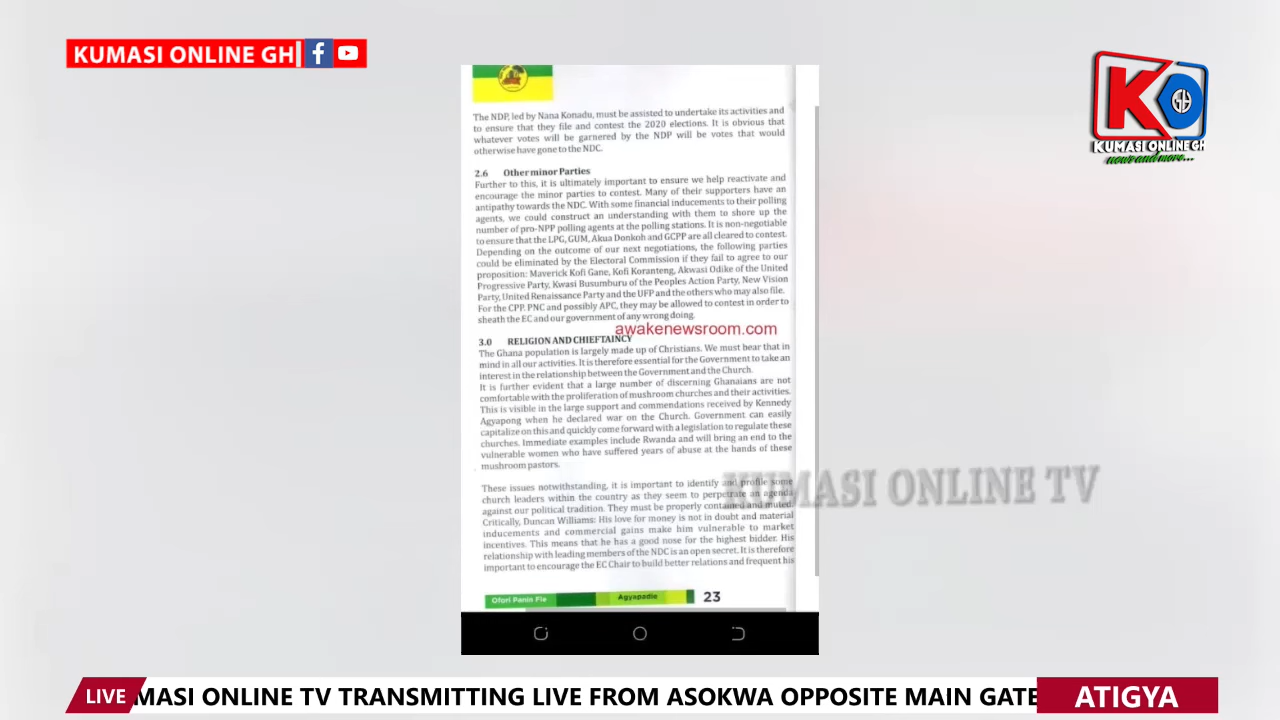 KUMASI ONLINE GH
KO
GH
KUMASI ONLINE GH
news and more...
The NDP, led by Nana Konadu, must be assisted to undertake its activities and
to ensure that they file and contest the 2020 elections. It is obvious that
whatever votes will be garnered by the NDP will be votes that would
otherwise have gone to the NDC.
2.6 Other minor Parties
Further to this, it is ultimately important to ensure we help reactivate and
encourage the minor parties to contest. Many of their supporters have an
antipathy towards the NDC. With some financial inducements to their polling
agents, we could construct an understanding with them to shore up the
number of pro-NPP polling agents at the polling stations. It is non-negotiable
to ensure that the LPG, GUM, Akua Donkoh and GCPP are all cleared to contest.
Depending on the outcome of our next negotiations, the following parties
could be eliminated by the Electoral Commission if they fail to agree to our
proposition: Maverick Kofi Gane, Kofi Koranteng, Akwasi Odike of the United
Progressive Party, Kwasi Busumburu of the Peoples Action Party, New Vision
Party, United Renaissance Party and the UFP and the others who may also file.
For the CPP, PNC and possibly APC, they may be allowed to contest in order to
sheath the EC and our government of any wrong doing.
awakenewsroom.com
3.0 RELIGION AND CHIEFTAINCY
The Ghana population is largely made up of Christians. We must bear that in
mind in all our activities. It is therefore essential for the Government to take an
interest in the relationship between the Government and the Church.
It is further evident that a large number of discerning Ghanaians are not
comfortable with the proliferation of mushroom churches and their activities.
This is visible in the large support and commendations received by Kennedy
Agyapong when he declared war on the Church. Government can easily
capitalize on this and quickly come forward with a legislation to regulate these
churches. Immediate examples include Rwanda and will bring an end to the
vulnerable women who have suffered years of abuse at the hands of these
mushroom pastors.
These issues notwithstanding, it is important to identify and profile some
church leaders within the country as they seem to perpetrate an agenda
against our political tradition. They must be properly contained and muted.
Critically, Duncan Williams: His love for money is not in doubt and material
inducements and commercial gains make him vulnerable to market
incentives. This means that he has a good nose for the highest bidder. His
relationship with leading members of the NDC is an open secret. It is therefore
important to encourage the EC Chair to build better relations and frequent his
Ofori Panin Fie Agyapadie 23
KUMASI ONLINE TV
LIVE MASI ONLINE TV TRANSMITTING LIVE FROM ASOKWA OPPOSITE MAIN GATE ATIGYA